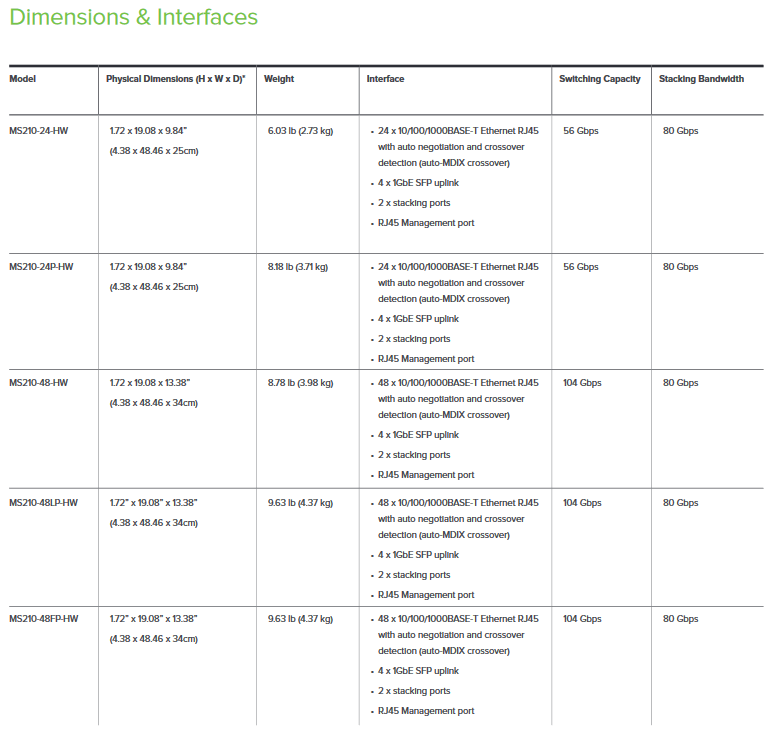 Dimensions & Interfaces
Model Physical Dimensions (H x W x D)* Weight Interface Switching Capacity Stacking Bandwidth
MS210-24-HW 1.72 x 19.08 x 9.84” 6.03 lb (2.73 kg) • 24 x 10/100/1000BASE-T Ethernet RJ45 56 Gbps 80 Gbps
(4.38 x 48.46 x 25cm) with auto negotiation and crossover
detection (auto-MDIX crossover)
• 4 x 1GbE SFP uplink
• 2 x stacking ports
• RJ45 Management port
MS210-24P-HW 1.72 x 19.08 x 9.84” 8.18 lb (3.71 kg) • 24 x 10/100/1000BASE-T Ethernet RJ45 56 Gbps 80 Gbps
(4.38 x 48.46 x 25cm) with auto negotiation and crossover
detection (auto-MDIX crossover)
• 4 x 1GbE SFP uplink
• 2 x stacking ports
• RJ45 Management port
MS210-48-HW 1.72 x 19.08 x 13.38” 8.78 lb (3.98 kg) • 48 x 10/100/1000BASE-T Ethernet RJ45 104 Gbps 80 Gbps
(4.38 x 48.46 x 34cm) with auto negotiation and crossover
detection (auto-MDIX crossover)
• 4 x 1GbE SFP uplink
• 2 x stacking ports
• RJ45 Management port
MS210-48LP-HW 1.72” x 19.08” x 13.38” 9.63 lb (4.37 kg) • 48 x 10/100/1000BASE-T Ethernet RJ45 104 Gbps 80 Gbps
(4.38 x 48.46 x 34cm) with auto negotiation and crossover
detection (auto-MDIX crossover)
• 4 x 1GbE SFP uplink
• 2 x stacking ports
• RJ45 Management port
MS210-48FP-HW 1.72” x 19.08” x 13.38” 9.63 lb (4.37 kg) • 48 x 10/100/1000BASE-T Ethernet RJ45 104 Gbps 80 Gbps
(4.38 x 48.46 x 34cm) with auto negotiation and crossover
detection (auto-MDIX crossover)
• 4 x 1GbE SFP uplink
• 2 x stacking ports
• RJ45 Management port